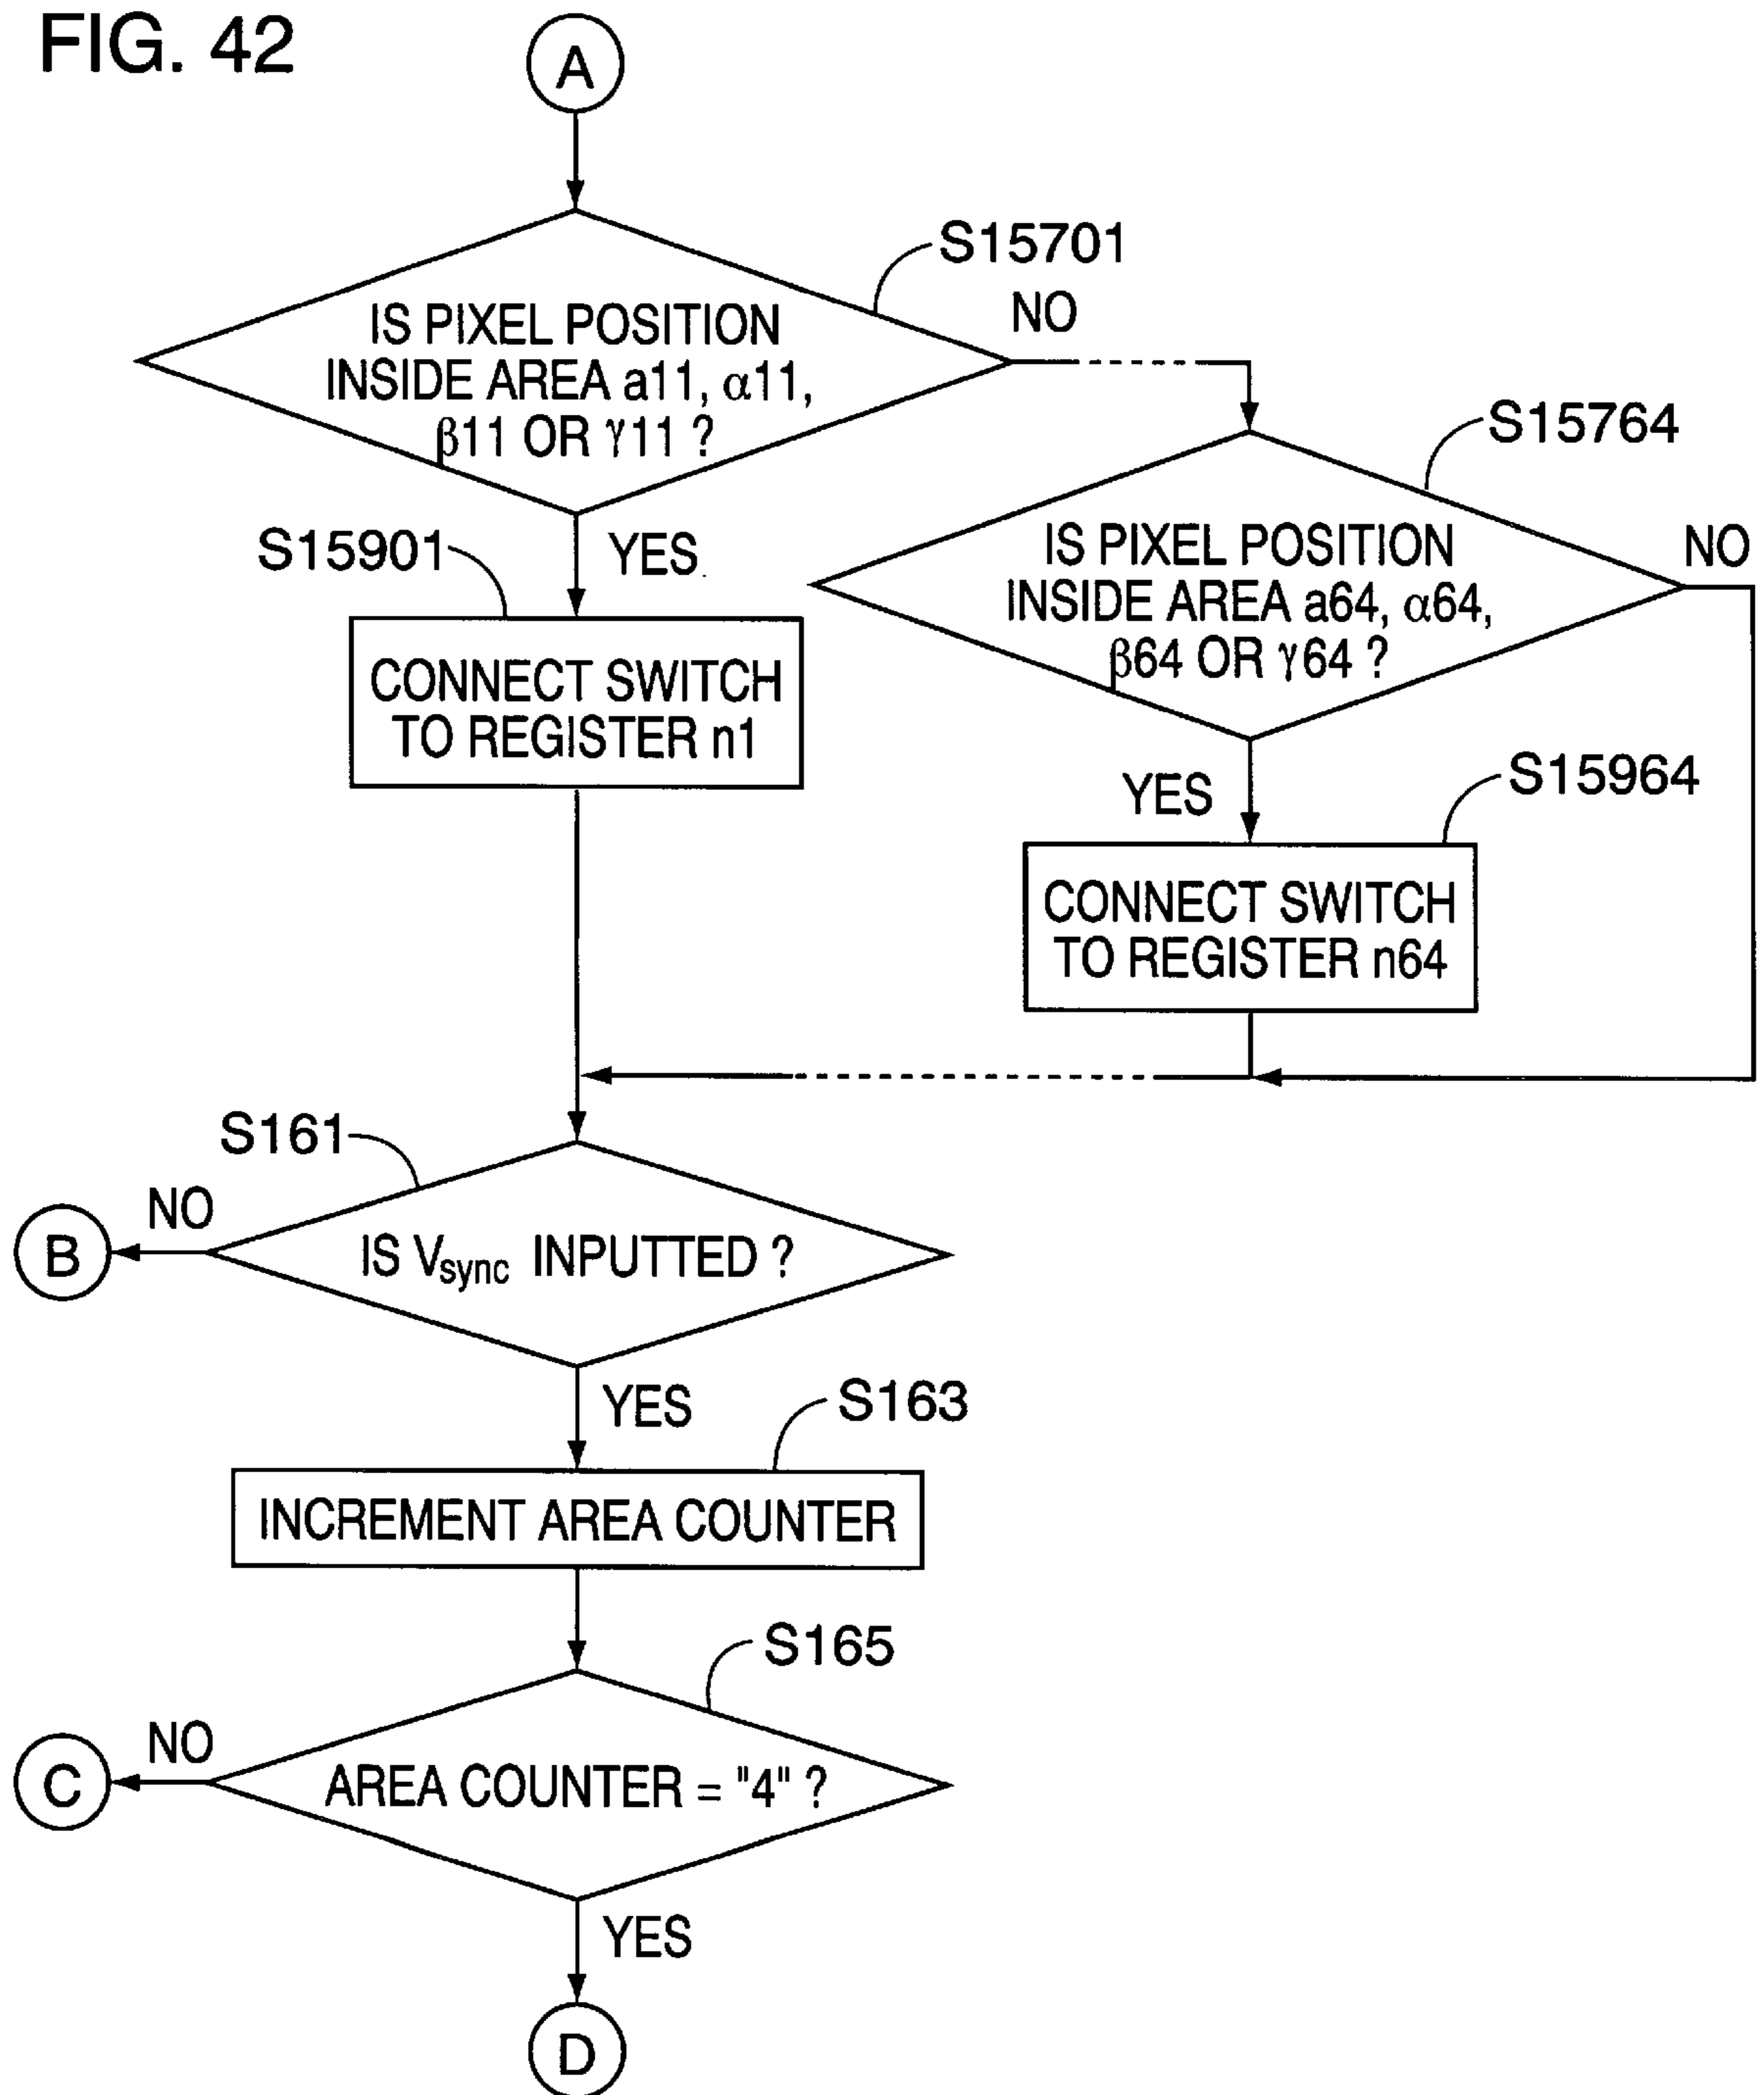 FIG. 42
A
S15701
IS PIXEL POSITION
INSIDE AREA a11, α11,
β11 OR γ11 ?
NO
S15764
IS PIXEL POSITION
INSIDE AREA a64, α64,
β64 OR γ64 ?
NO
S15901
YES
CONNECT SWITCH
TO REGISTER n1
YES
S15964
CONNECT SWITCH
TO REGISTER n64
S161
NO
B
IS Vsync INPUTTED ?
YES
S163
INCREMENT AREA COUNTER
S165
NO
C
AREA COUNTER = "4" ?
YES
D